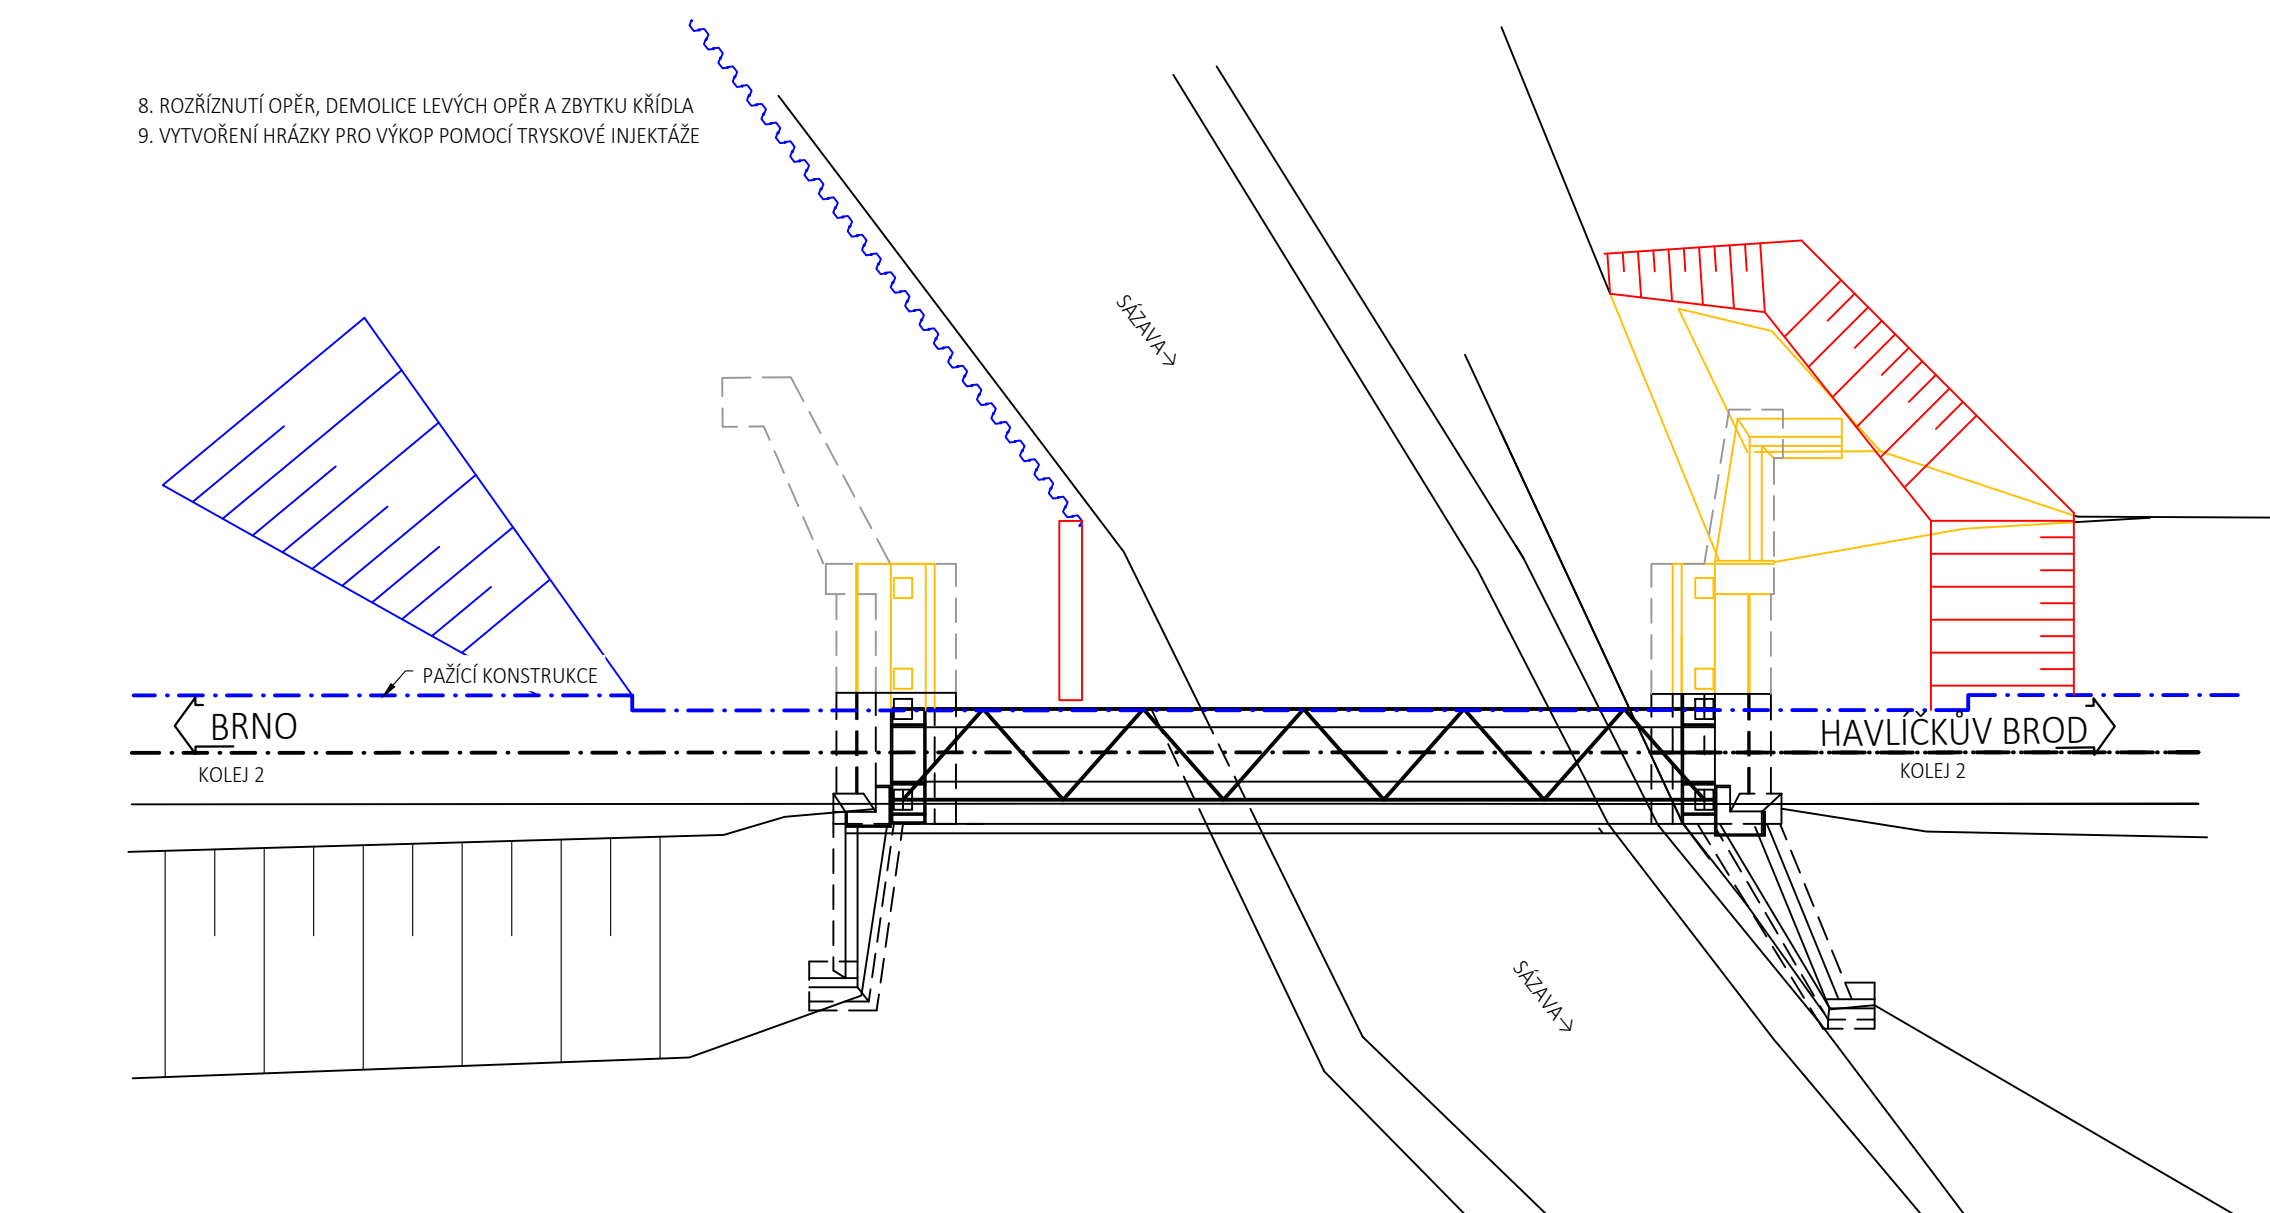 8. ROZŘÍZNUTÍ OPĚR, DEMOLICE LEVÝCH OPĚR A ZBYTKU KŘÍDLA
9. VYTVOŘENÍ HRÁZKY PRO VÝKOP POMOCÍ TRYSKOVÉ INJEKTÁŽE
SÁZAVA→
PAŽÍCÍ KONSTRUKCE
BRNO
HAVLÍČKŮV BROD
KOLEJ 2
KOLEJ 2
SÁZAVA→